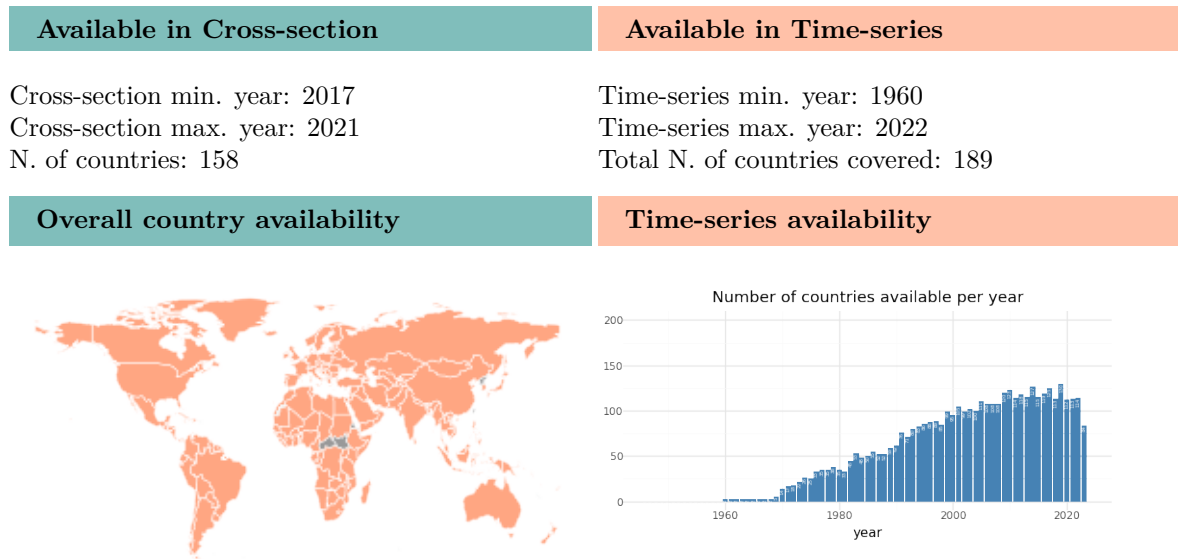 Available in Cross-section
Available in Time-series
Cross-section min. year: 2017
Cross-section max. year: 2021
N. of countries: 158
Time-series min. year: 1960
Time-series max. year: 2022
Total N. of countries covered: 189
Overall country availability
Time-series availability
Number of countries available per year
200
150
100
50
0
1960
1980
2000
2020
year